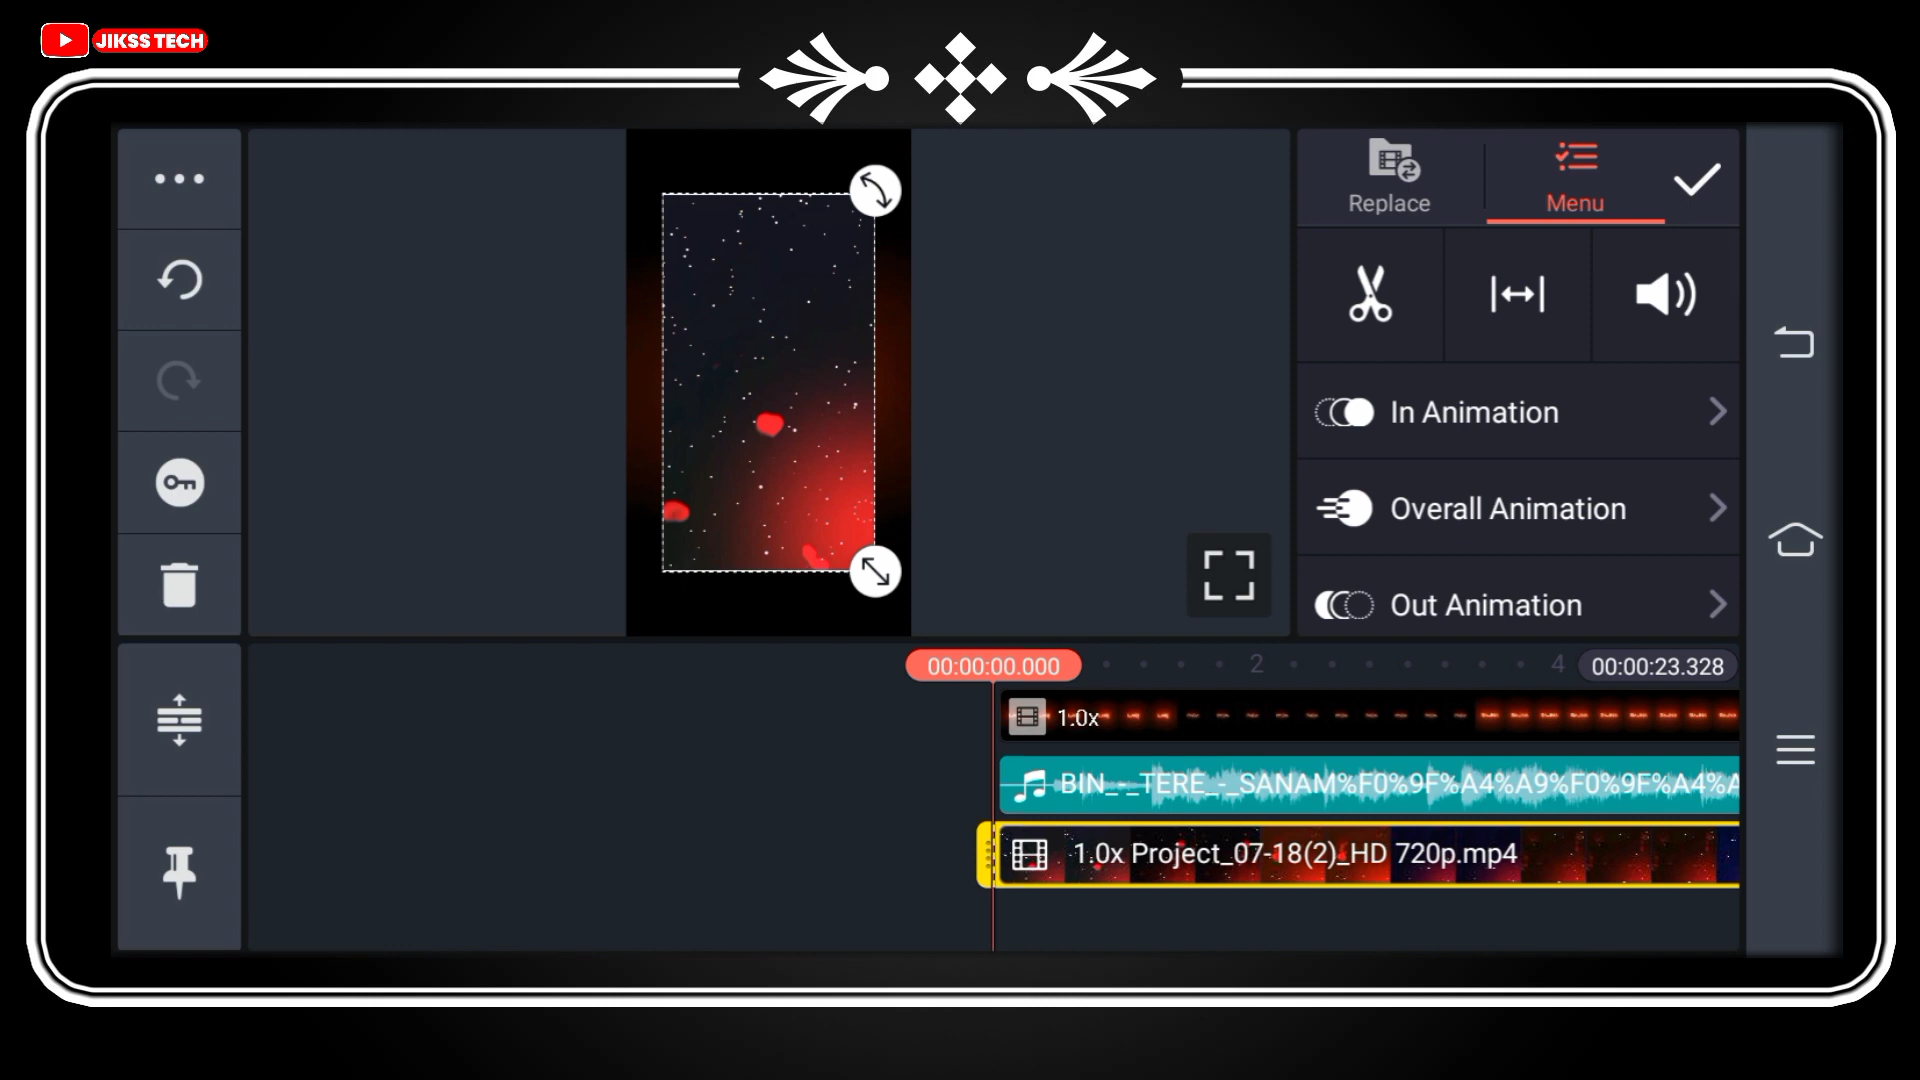 JIKSS TECH
Replace
Menu
In Animation
Overall Animation
Out Animation
00:00:00.000
2
4
00:00:23.328
1.0x
BIN_-_TERE_-_SANAM%F0%9F%A4%A9%F0%9F%A4%A
1.0x Project_07-18(2)_HD 720p.mp4